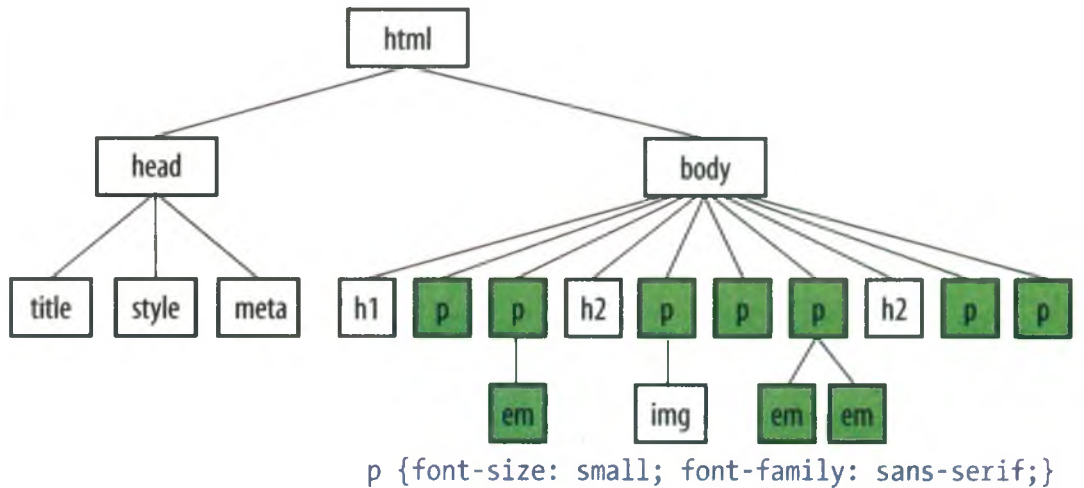 html
head body
title style meta h1 p p h2 p p p h2 p p
em img em em
p {font-size: small; font-family: sans-serif;}